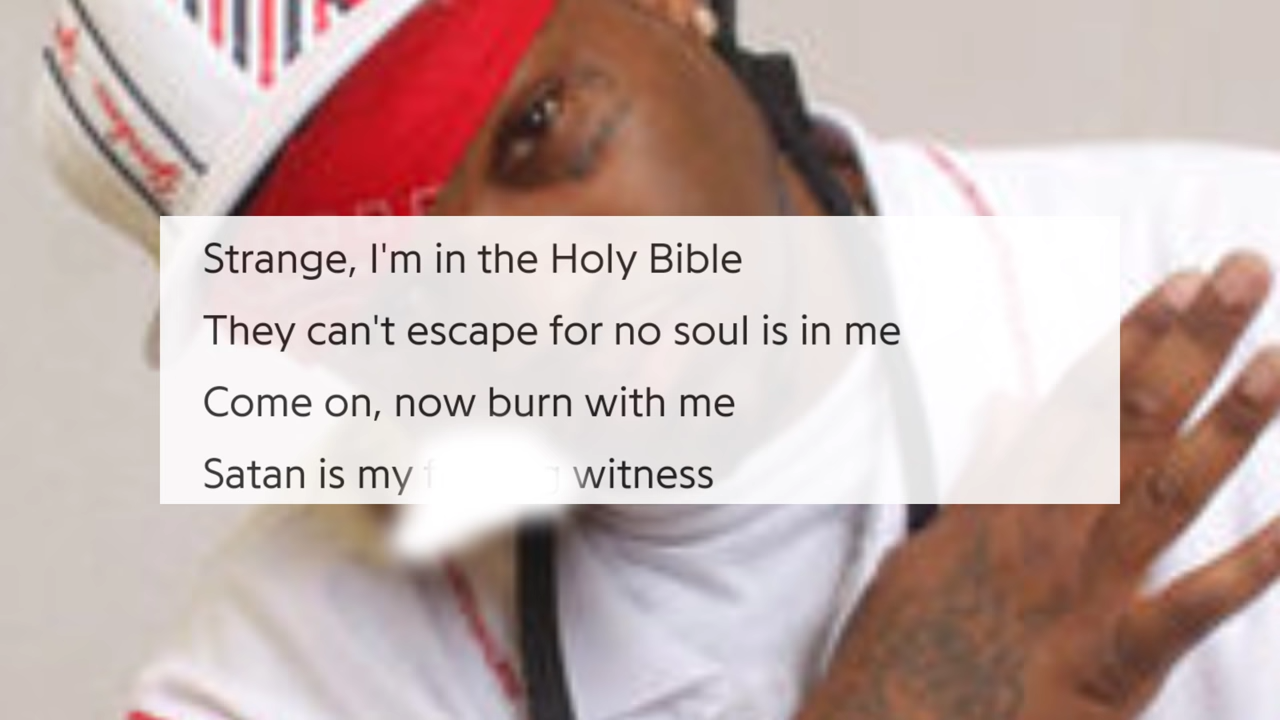 Strange, I'm in the Holy Bible
They can't escape for no soul is in me
Come on, now burn with me
Satan is my witness